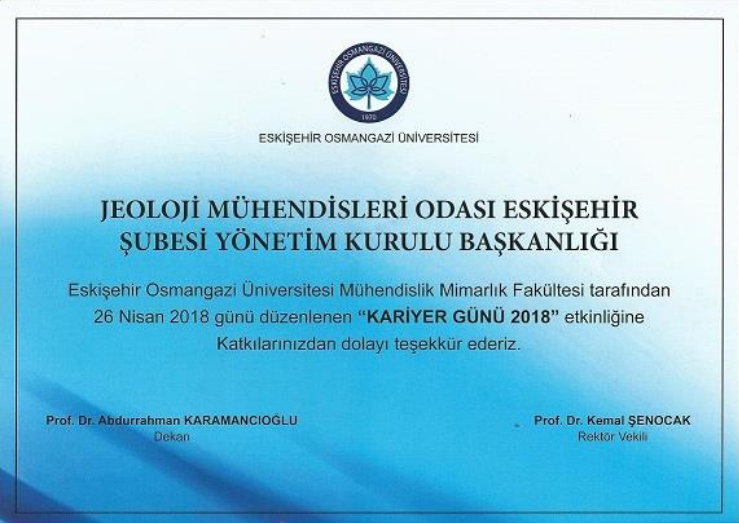 ESKİŞEHİR OSMANGAZİ ÜNİVERSİTESİ
1970
ESKİŞEHİR OSMANGAZİ ÜNİVERSİTESİ
JEOLOJİ MÜHENDİSLERİ ODASI ESKİŞEHİR
ŞUBESİ YÖNETİM KURULU BAŞKANLIĞI
Eskişehir Osmangazi Üniversitesi Mühendislik Mimarlık Fakültesi tarafından
26 Nisan 2018 günü düzenlenen “KARİYER GÜNÜ 2018” etkinliğine
Katkılarınızdan dolayı teşekkür ederiz.
Prof. Dr. Abdurrahman KARAMANCIOĞLU
Dekan
Prof. Dr. Kemal ŞENOCAK
Rektör Vekili